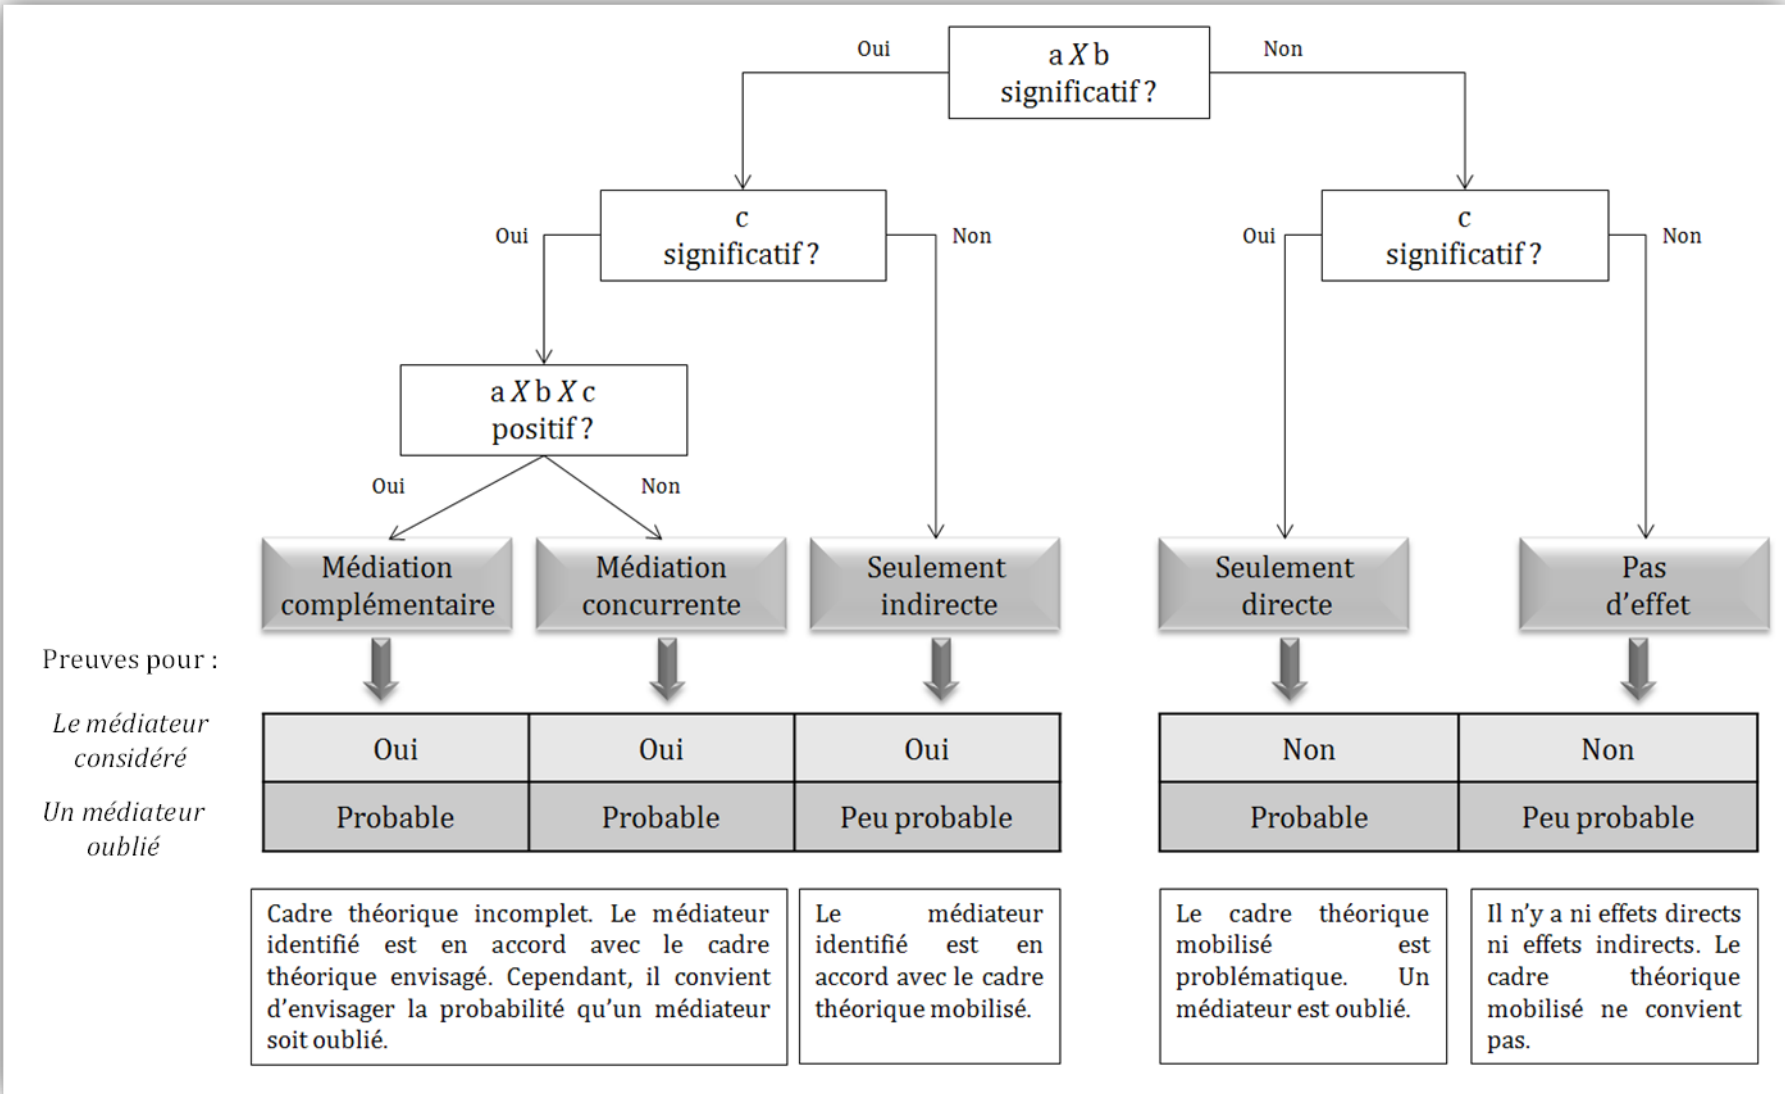 a X b
significatif ?
Oui
Non
c
significatif ?
Oui
Non
c
significatif ?
Oui
Non
a X b X c
positif ?
Oui
Non
Médiation
complémentaire
Médiation
concurrente
Seulement
indirecte
Seulement
directe
Pas
d’effet
Preuves pour :
Le médiateur
considéré
Oui
Oui
Oui
Non
Non
Un médiateur
oublié
Probable
Probable
Peu probable
Probable
Peu probable
Cadre théorique incomplet. Le médiateur
identifié est en accord avec le cadre
théorique envisagé. Cependant, il convient
d’envisager la probabilité qu’un médiateur
soit oublié.
Le médiateur
identifié est en
accord avec le cadre
théorique mobilisé.
Le cadre théorique
mobilisé est
problématique. Un
médiateur est oublié.
Il n’y a ni effets directs
ni effets indirects. Le
cadre théorique
mobilisé ne convient
pas.